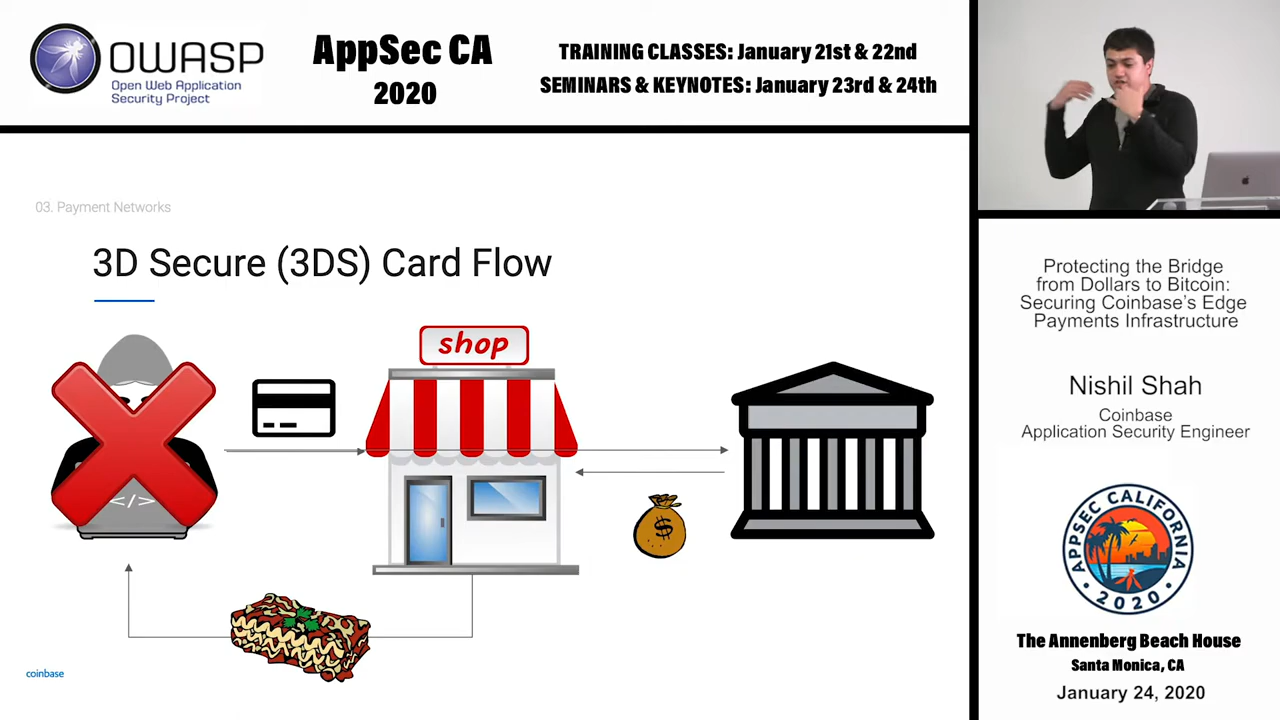 OWASP
Open Web Application
Security Project
AppSec CA
2020
TRAINING CLASSES: January 21st & 22nd
SEMINARS & KEYNOTES: January 23rd & 24th
03. Payment Networks
3D Secure (3DS) Card Flow
shop
</>
$
coinbase
Protecting the Bridge
from Dollars to Bitcoin:
Securing Coinbase's Edge
Payments Infrastructure
Nishil Shah
Coinbase
Application Security Engineer
APPSEC CALIFORNIA
2020
The Annenberg Beach House
Santa Monica, CA
January 24, 2020